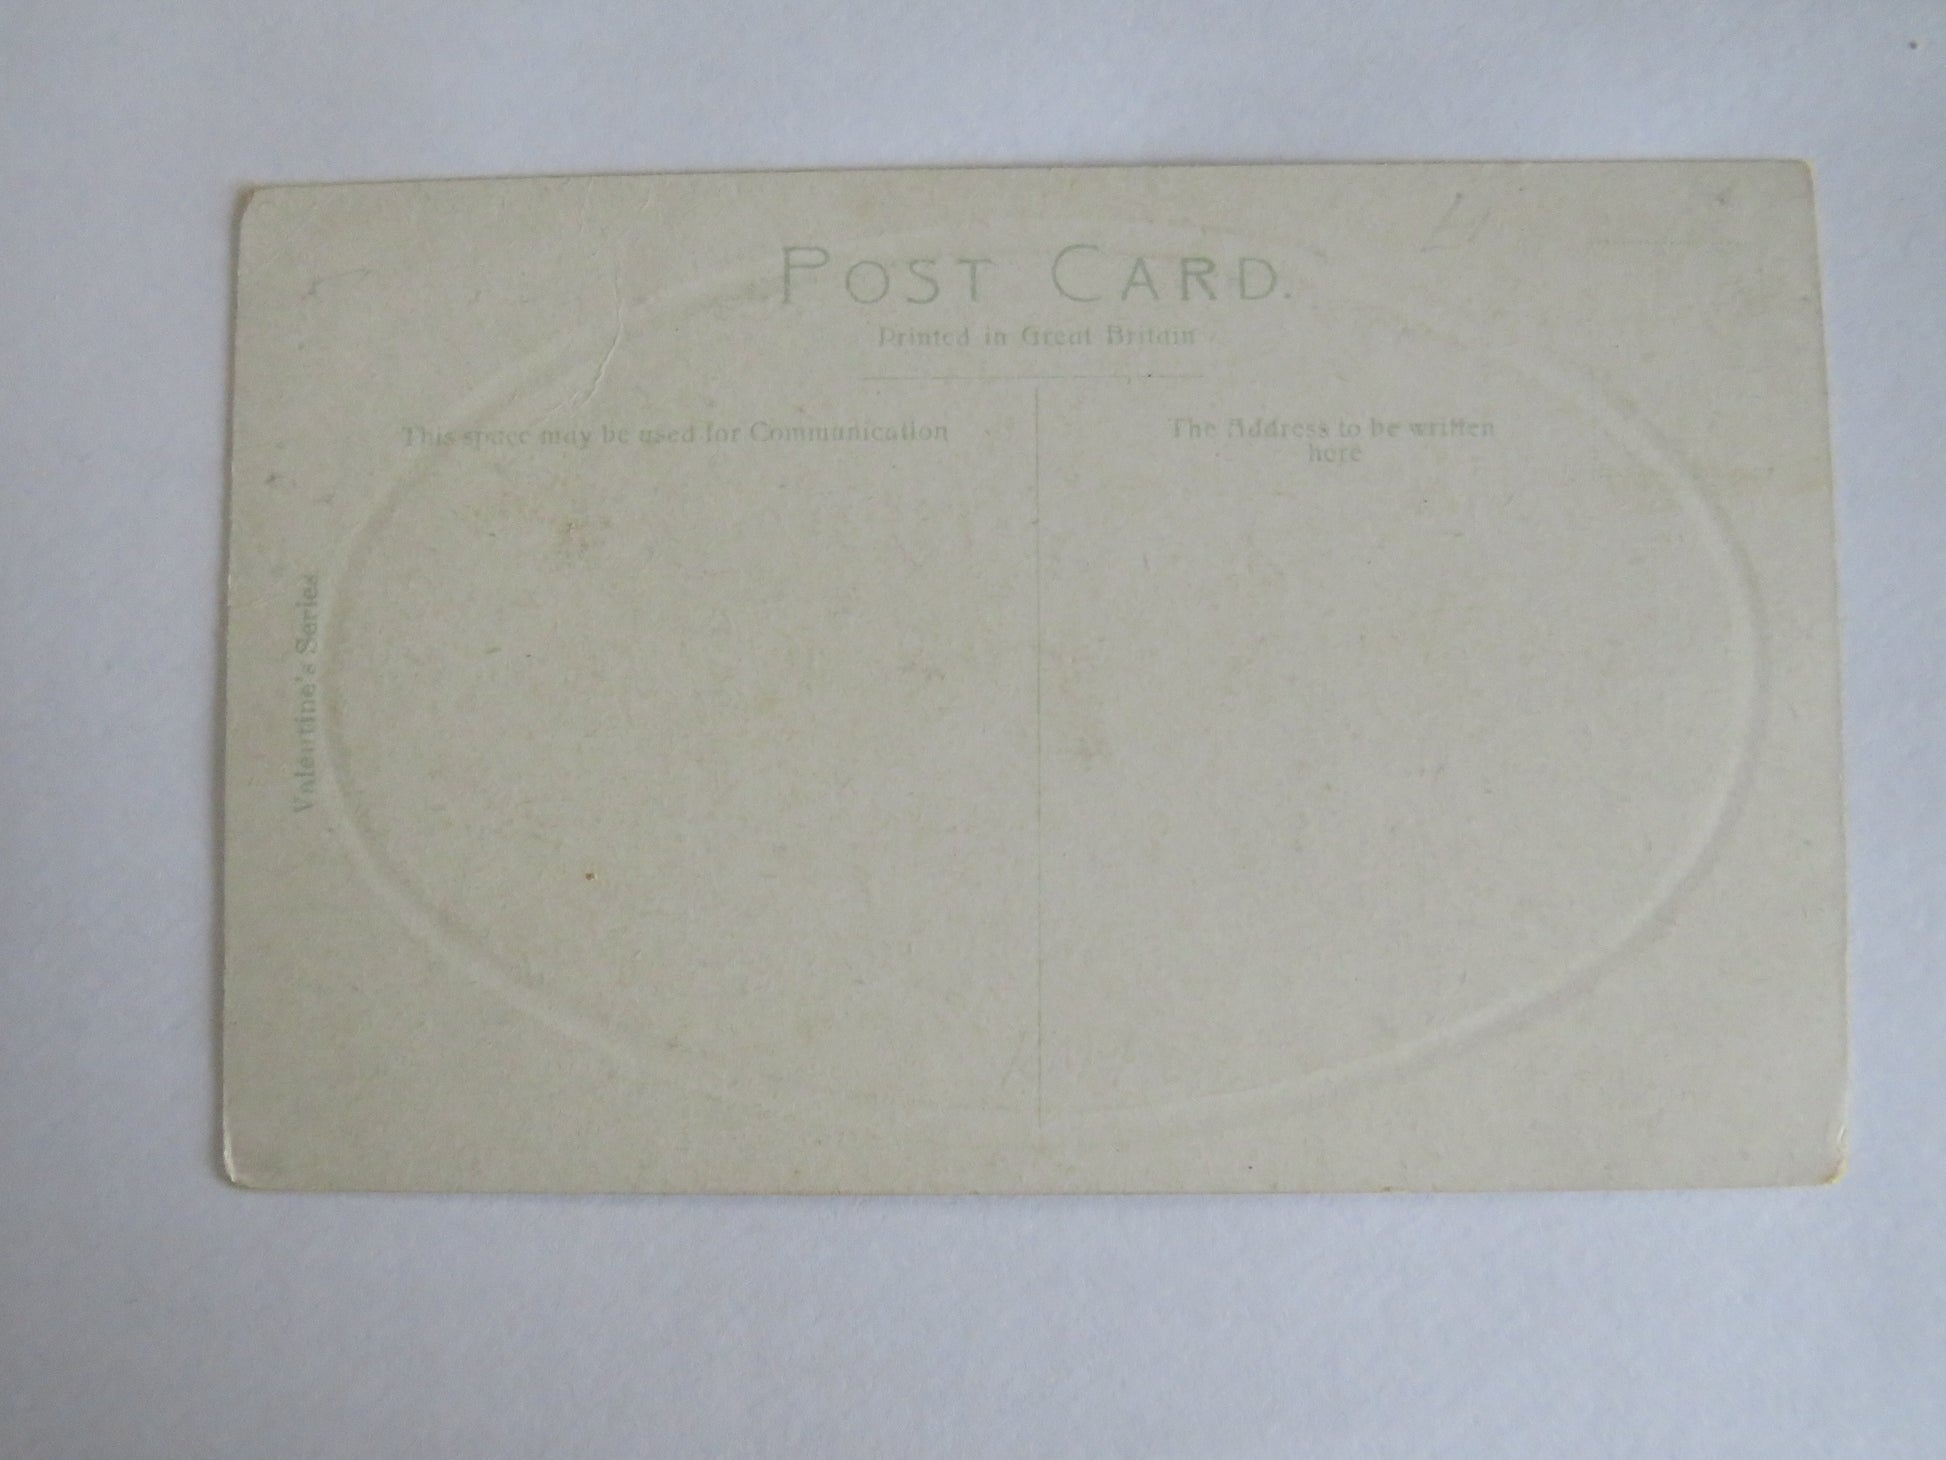 POST CARD.
Printed in Great Britain
This space may be used for Communication
The Address to be written
here
Valentine's Series